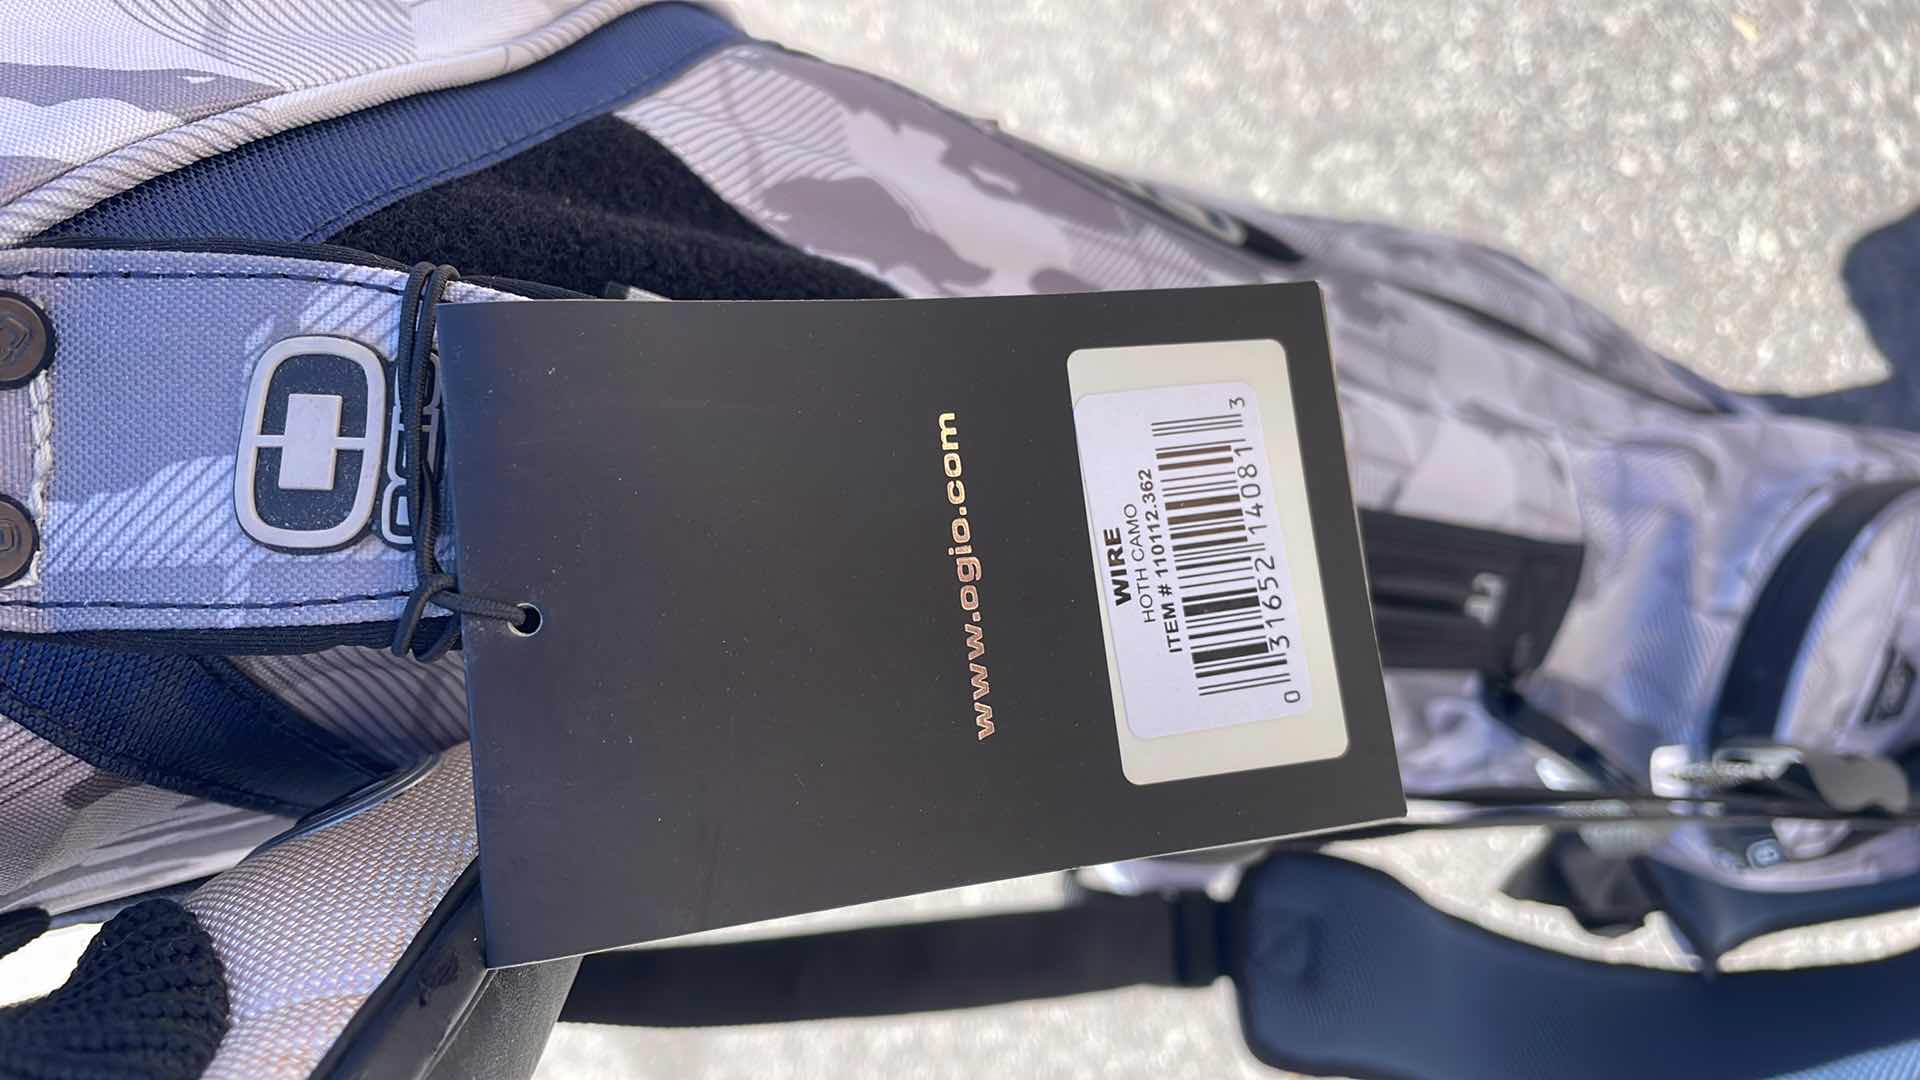 www.ogio.com
WIRE
HOTH CAMO
ITEM # 110112.362
0 31652 14081 3